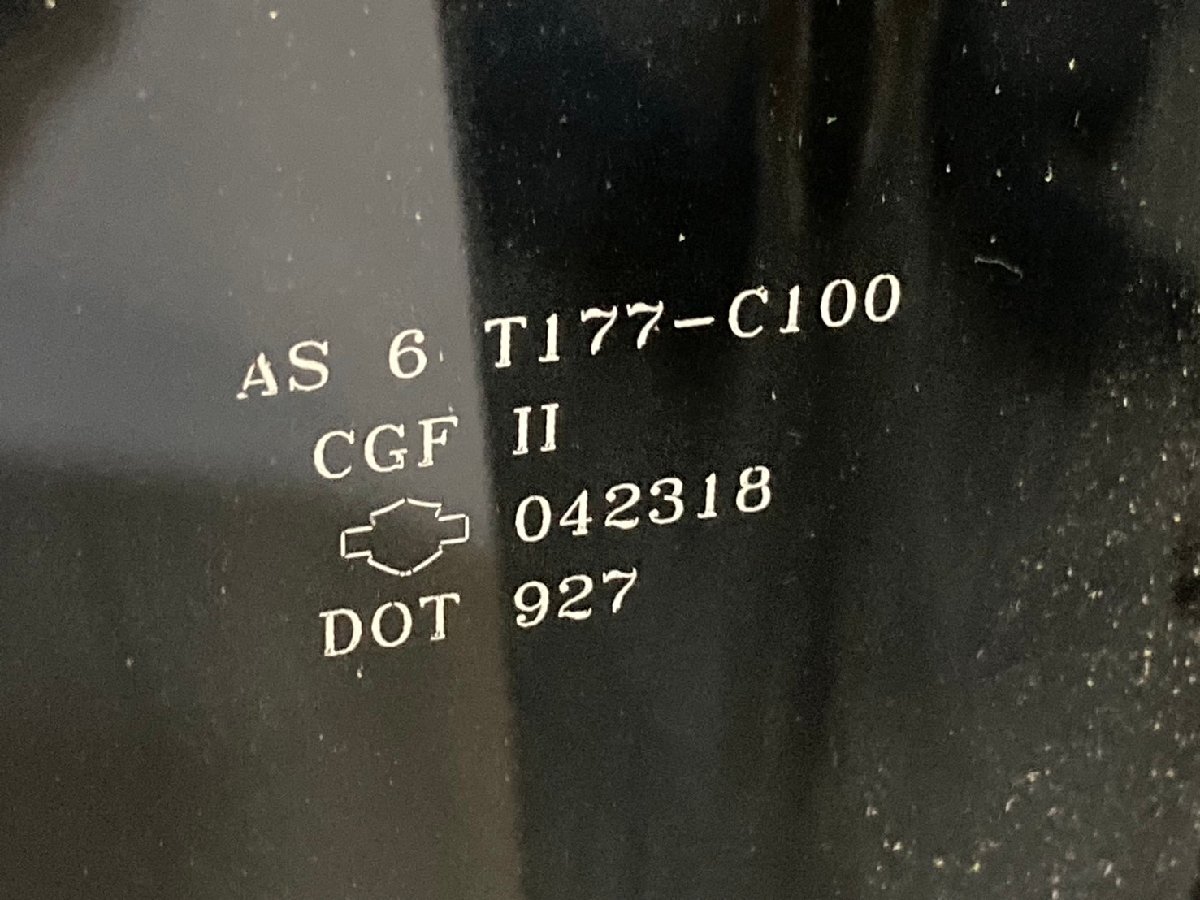 AS 6 T177-C100
CGF II
042318
DOT 927